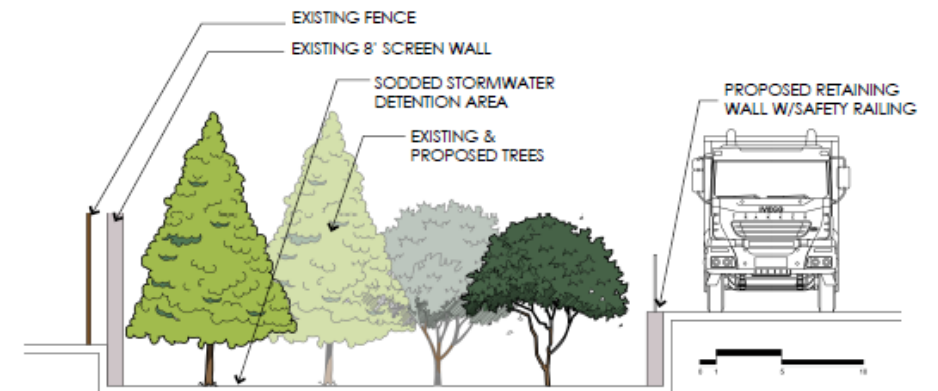 EXISTING FENCE
EXISTING 8' SCREEN WALL
SODDED STORMWATER
DETENTION AREA
EXISTING &
PROPOSED TREES
PROPOSED RETAINING
WALL W/SAFETY RAILING
IVECO
0 1 5 10